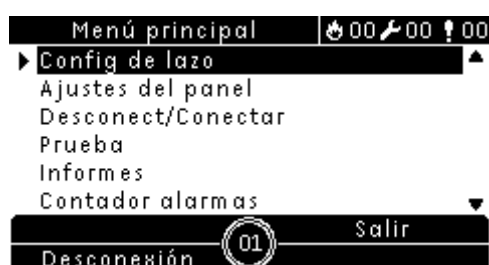 Menú principal 00 00 00
Config de lazo
Ajustes del panel
Desconect/Conectar
Prueba
Informes
Contador alarmas
Salir
01
Desconexión